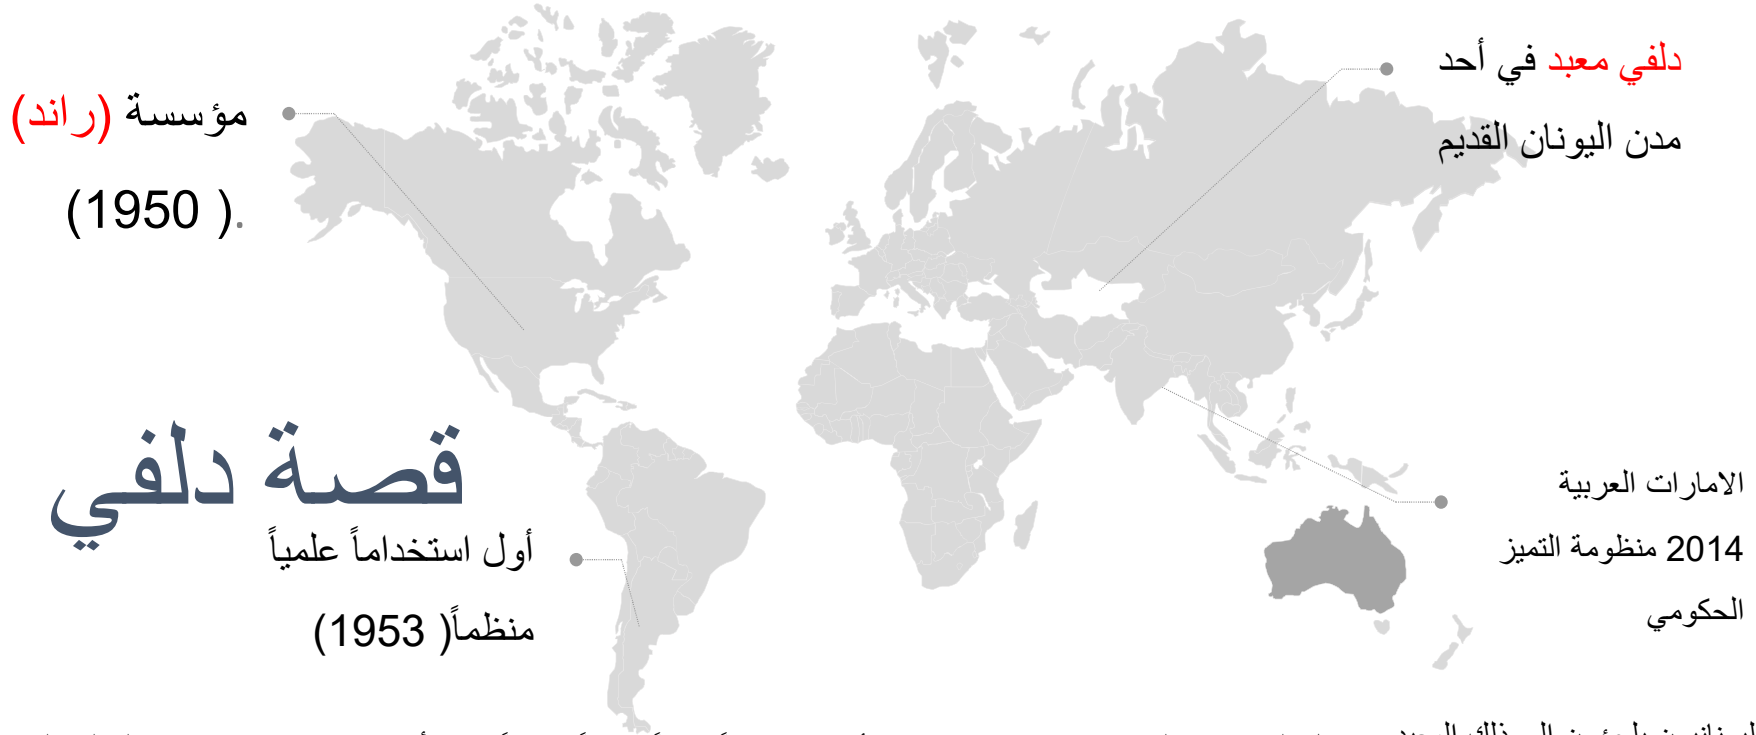 دلفي معبد في أحد
مدن اليونان القديم
مؤسسة (راند)
(1950 ).
قصة دلفي
أول استخداماً علمياً
منظماً( 1953)
الامارات العربية
2014 منظومة التميز
الحكومي